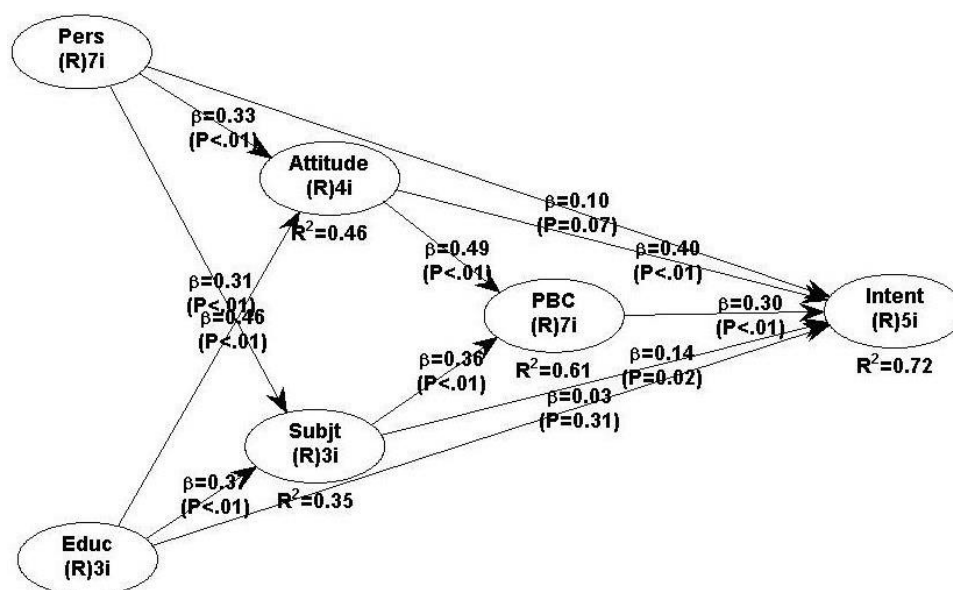 Pers
(R)7i
β=0.33
(P<.01)
Attitude
(R)4i
R²=0.46
β=0.10
(P=0.07)
β=0.40
(P<.01)
β=0.49
(P<.01)
β=0.31
(P<.01)
β=0.46
(P<.01)
PBC
(R)7i
R²=0.61
β=0.30
(P<.01)
Intent
(R)5i
R²=0.72
β=0.36
(P<.01)
β=0.14
(P=0.02)
β=0.03
(P=0.31)
Subjt
(R)3i
R²=0.35
β=0.37
(P<.01)
Educ
(R)3i